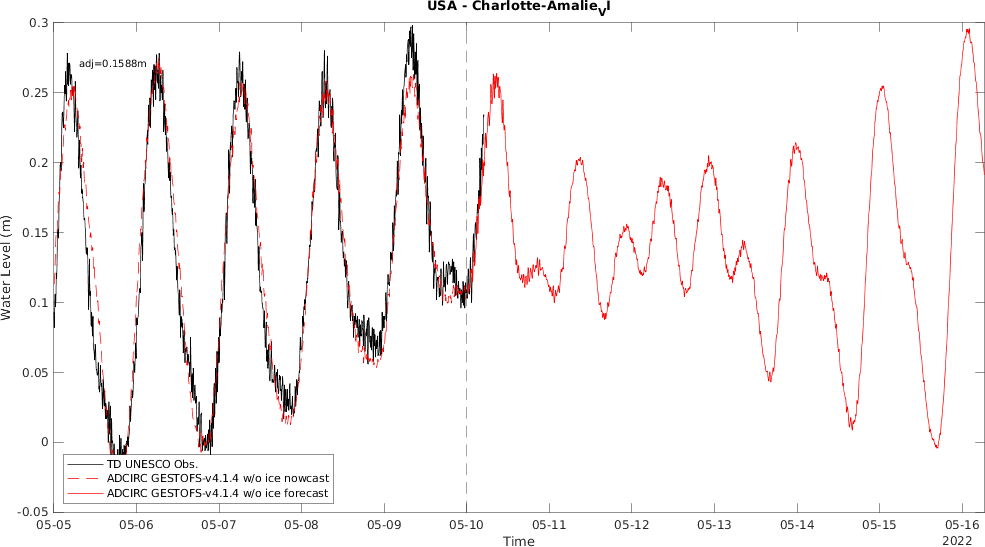 USA - Charlotte-Amalie_VI
adj=0.1588m
0.3
0.25
0.2
0.15
0.1
0.05
0
-0.05
Water Level (m)
TD UNESCO Obs.
ADCIRC GESTOFS-v4.1.4 w/o ice nowcast
ADCIRC GESTOFS-v4.1.4 w/o ice forecast
05-05 05-06 05-07 05-08 05-09 05-10 05-11 05-12 05-13 05-14 05-15 05-16
Time
2022